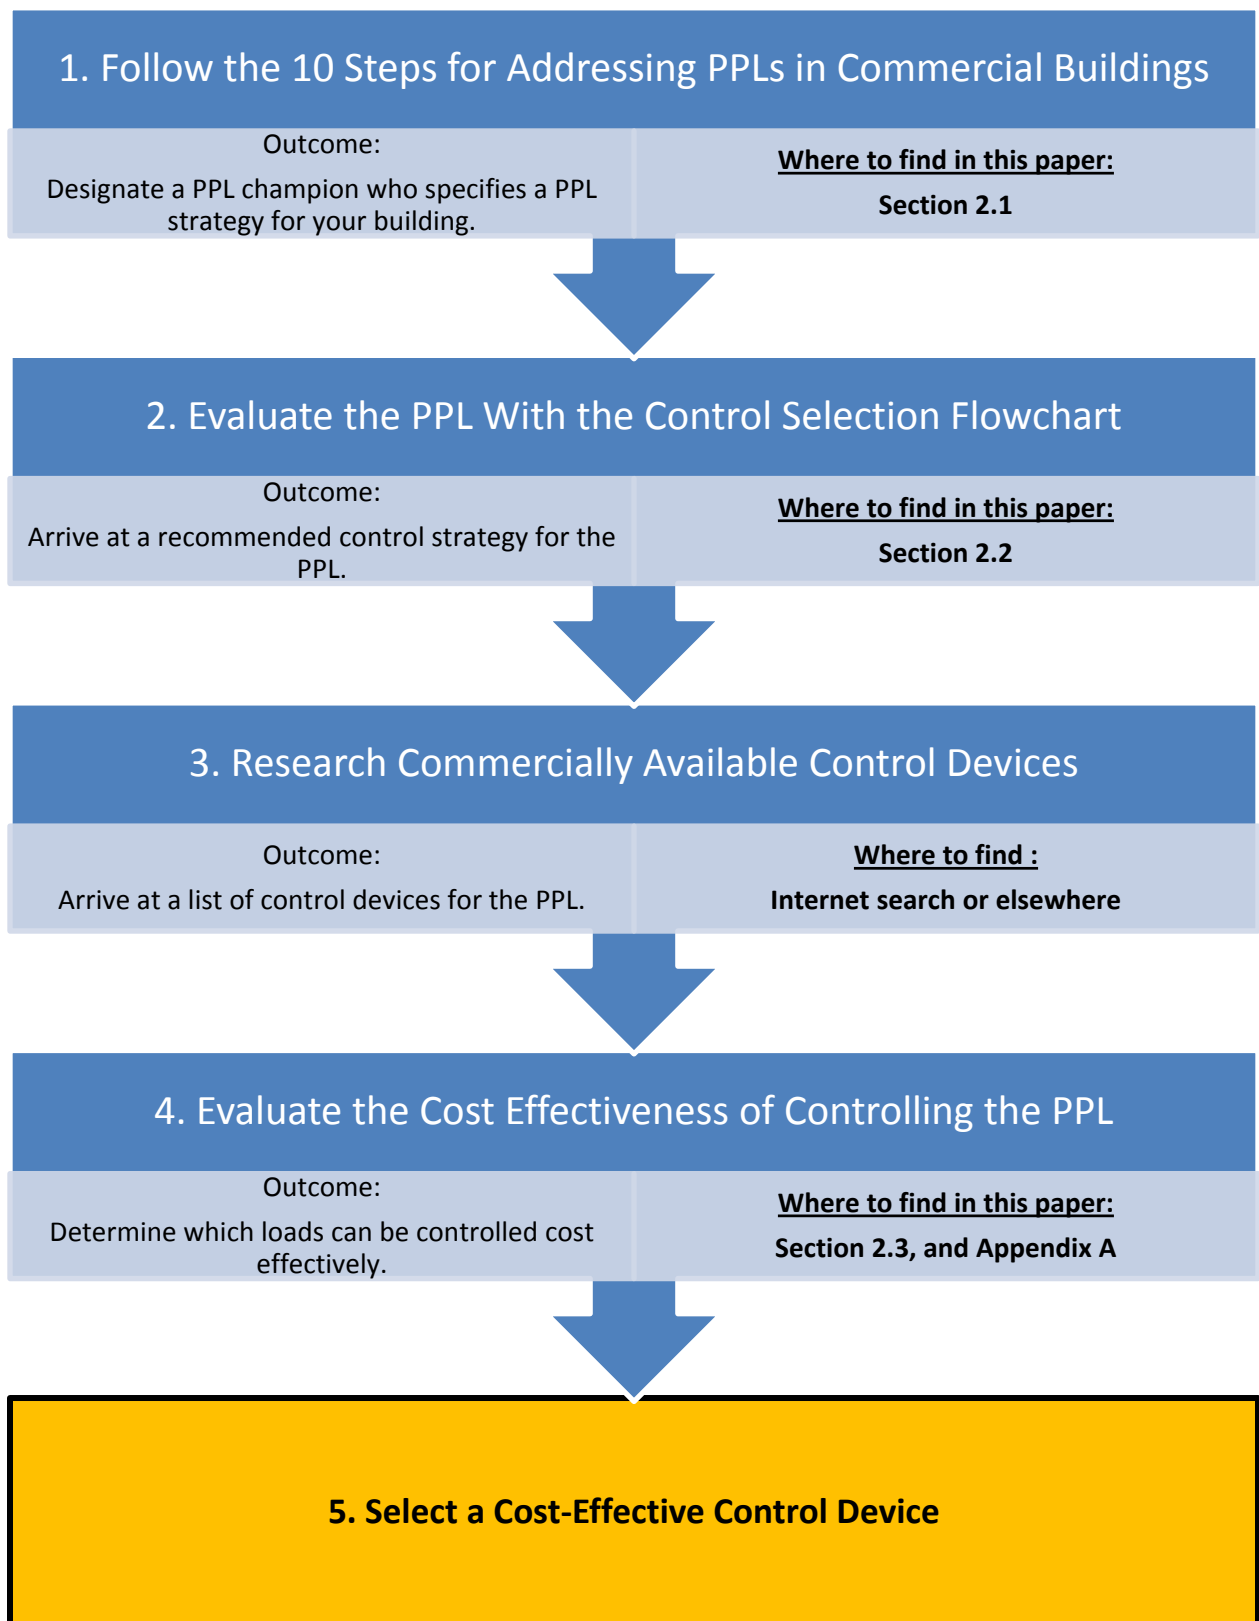 1. Follow the 10 Steps for Addressing PPLs in Commercial Buildings
Outcome:
Designate a PPL champion who specifies a PPL
strategy for your building.
Where to find in this paper:
Section 2.1
2. Evaluate the PPL With the Control Selection Flowchart
Outcome:
Arrive at a recommended control strategy for the
PPL.
Where to find in this paper:
Section 2.2
3. Research Commercially Available Control Devices
Outcome:
Arrive at a list of control devices for the PPL.
Where to find :
Internet search or elsewhere
4. Evaluate the Cost Effectiveness of Controlling the PPL
Outcome:
Determine which loads can be controlled cost
effectively.
Where to find in this paper:
Section 2.3, and Appendix A
5. Select a Cost-Effective Control Device